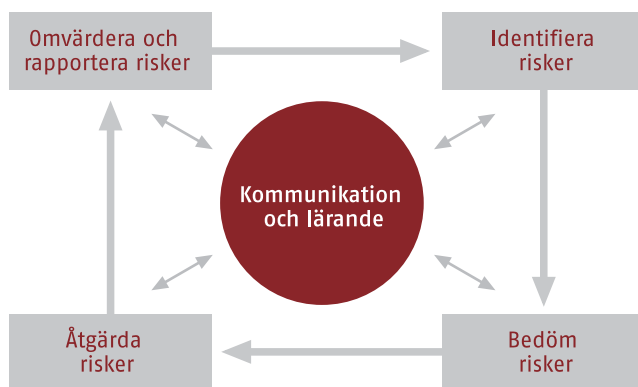 Omvärdera och
rapportera risker
Identifiera
risker
Kommunikation
och lärande
Åtgärda
risker
Bedöm
risker